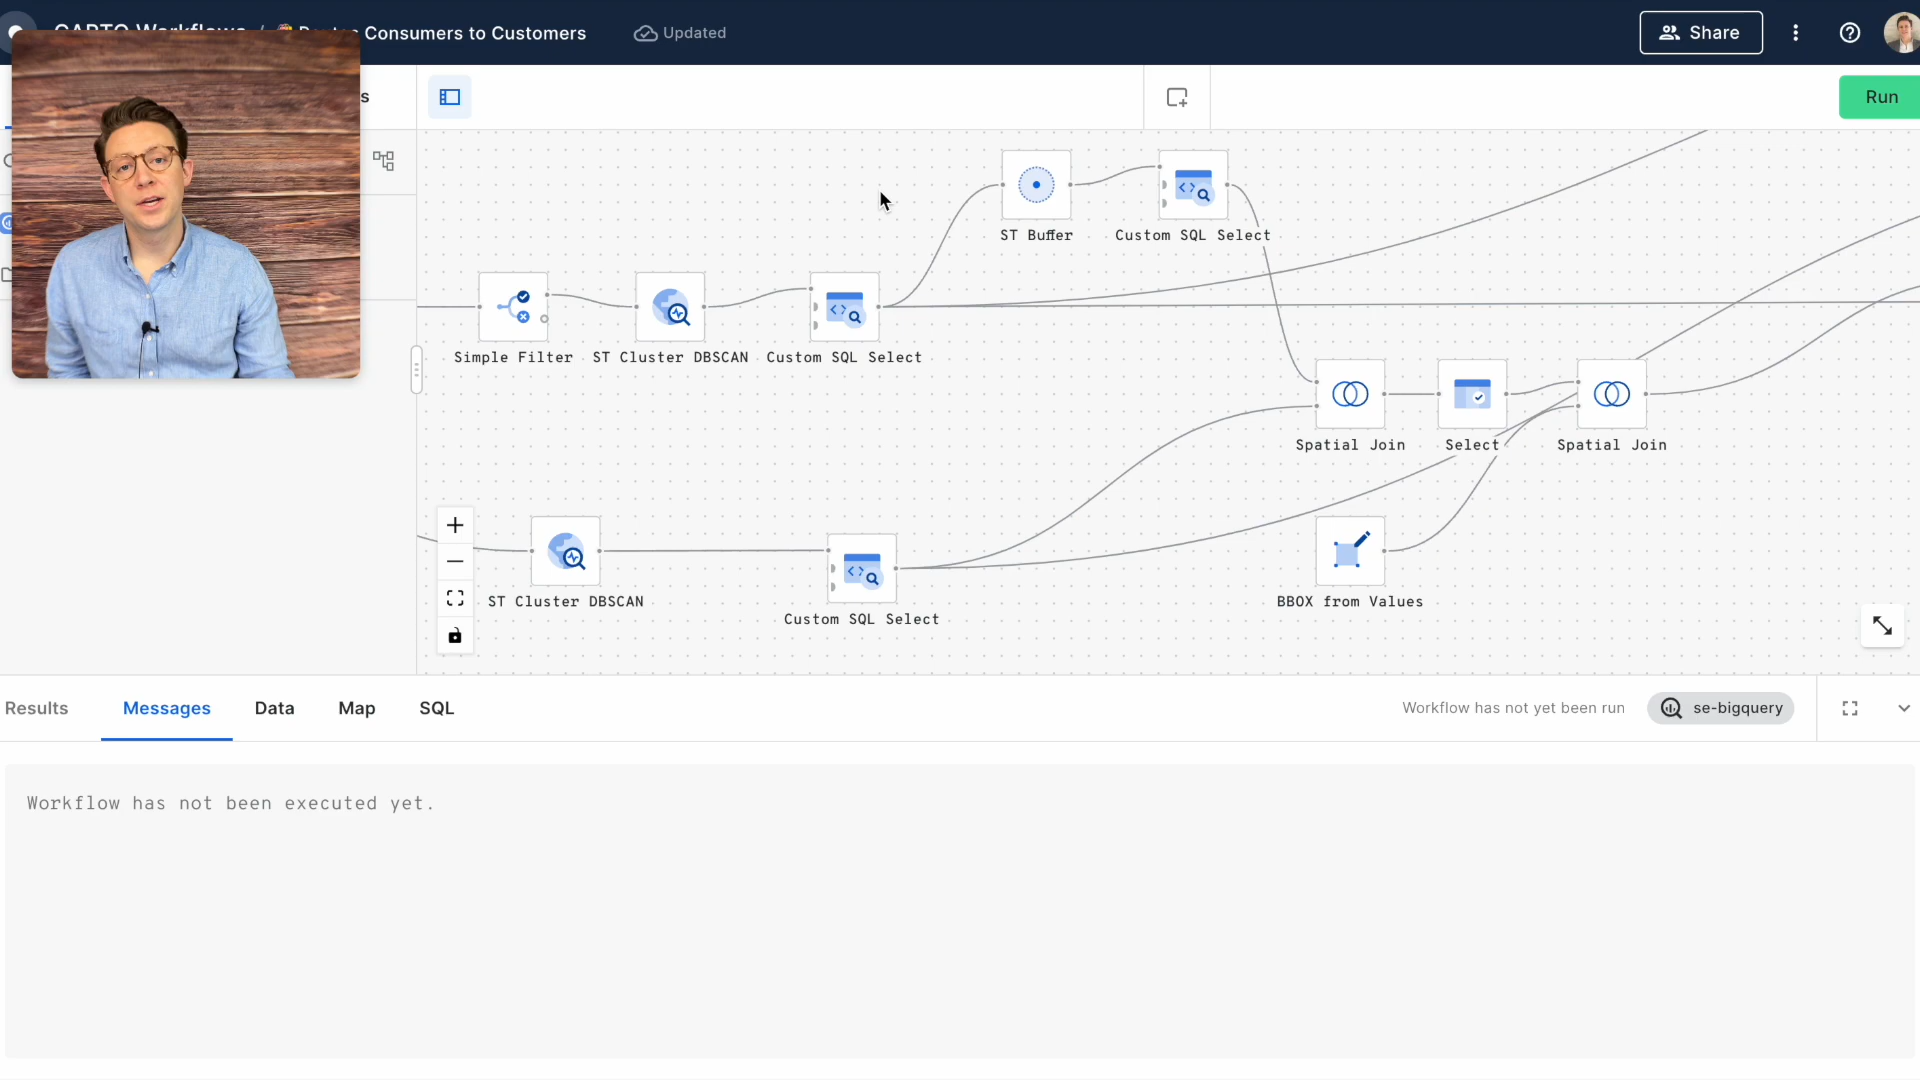 Consumers to Customers
Updated
Share
Run
ST Buffer
Custom SQL Select
Simple Filter
ST Cluster DBSCAN
Custom SQL Select
Spatial Join
Select
Spatial Join
ST Cluster DBSCAN
Custom SQL Select
BBOX from Values
Results
Messages
Data
Map
SQL
Workflow has not yet been run
se-bigquery
Workflow has not been executed yet.